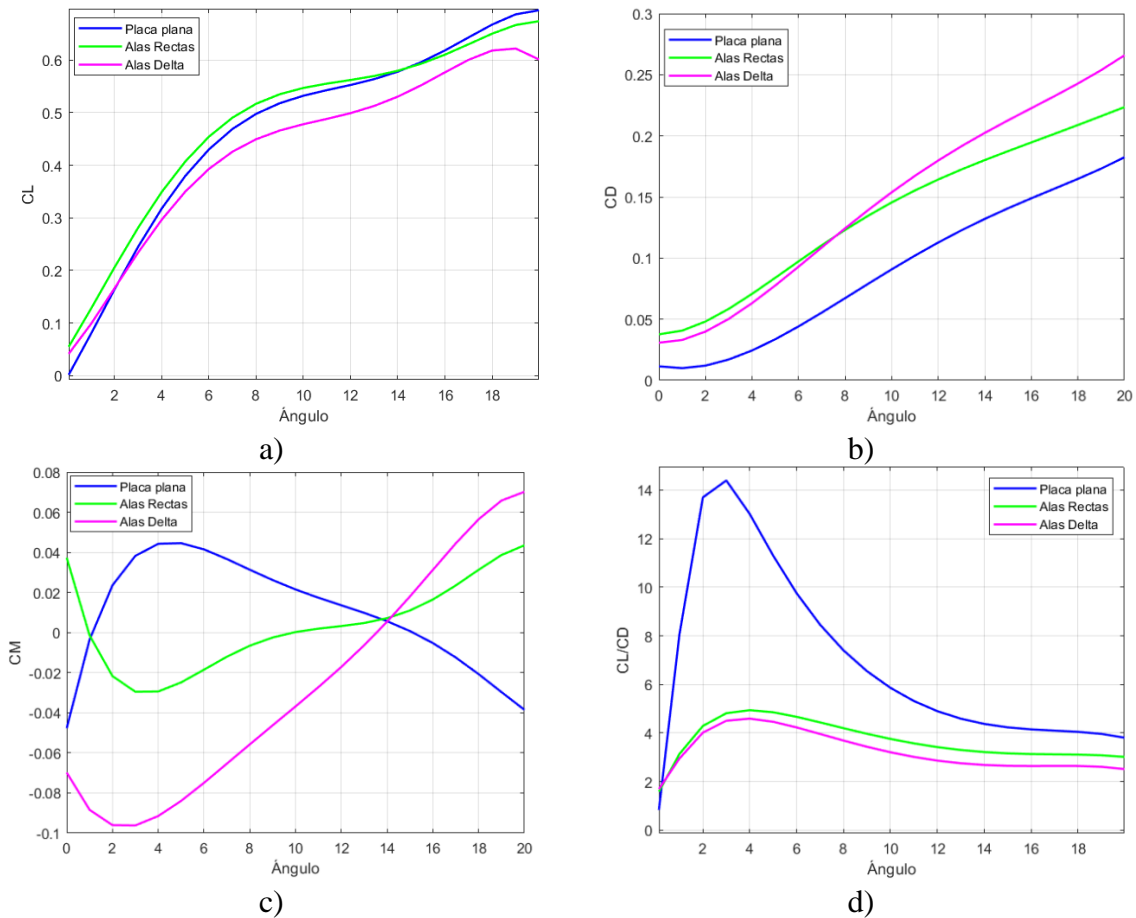 Placa plana
Alas Rectas
Alas Delta
CL
0.6
0.5
0.4
0.3
0.2
0.1
0
2 4 6 8 10 12 14 16 18
Ángulo
a)
Placa plana
Alas Rectas
Alas Delta
CD
0.3
0.25
0.2
0.15
0.1
0.05
0
0 2 4 6 8 10 12 14 16 18 20
Ángulo
b)
Placa plana
Alas Rectas
Alas Delta
CM
0.08
0.06
0.04
0.02
0
-0.02
-0.04
-0.06
-0.08
-0.1
0 2 4 6 8 10 12 14 16 18 20
Ángulo
c)
Placa plana
Alas Rectas
Alas Delta
CL/CD
14
12
10
8
6
4
2
0
2 4 6 8 10 12 14 16 18
Ángulo
d)